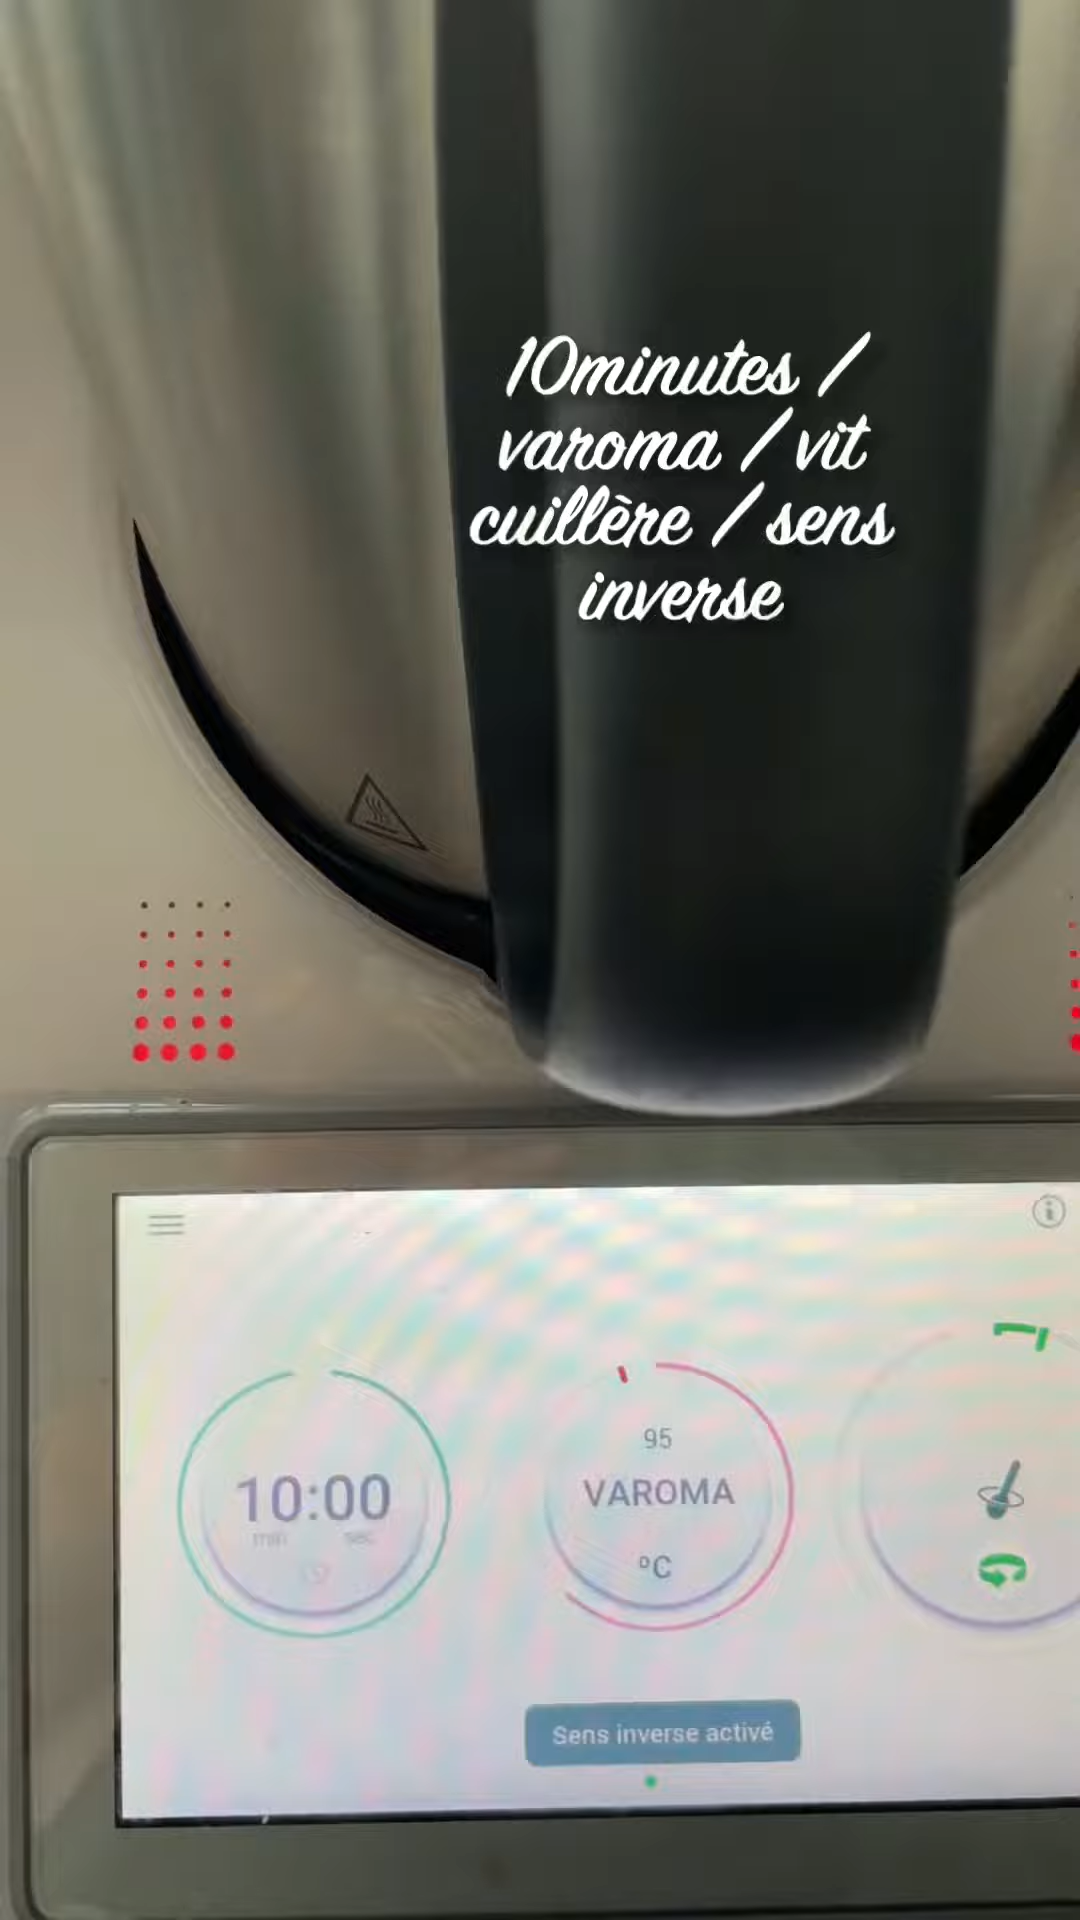 10minutes /
varoma / vit
cuillère / sens
inverse
10:00
min sec
95
VAROMA
°C
Sens inverse activé